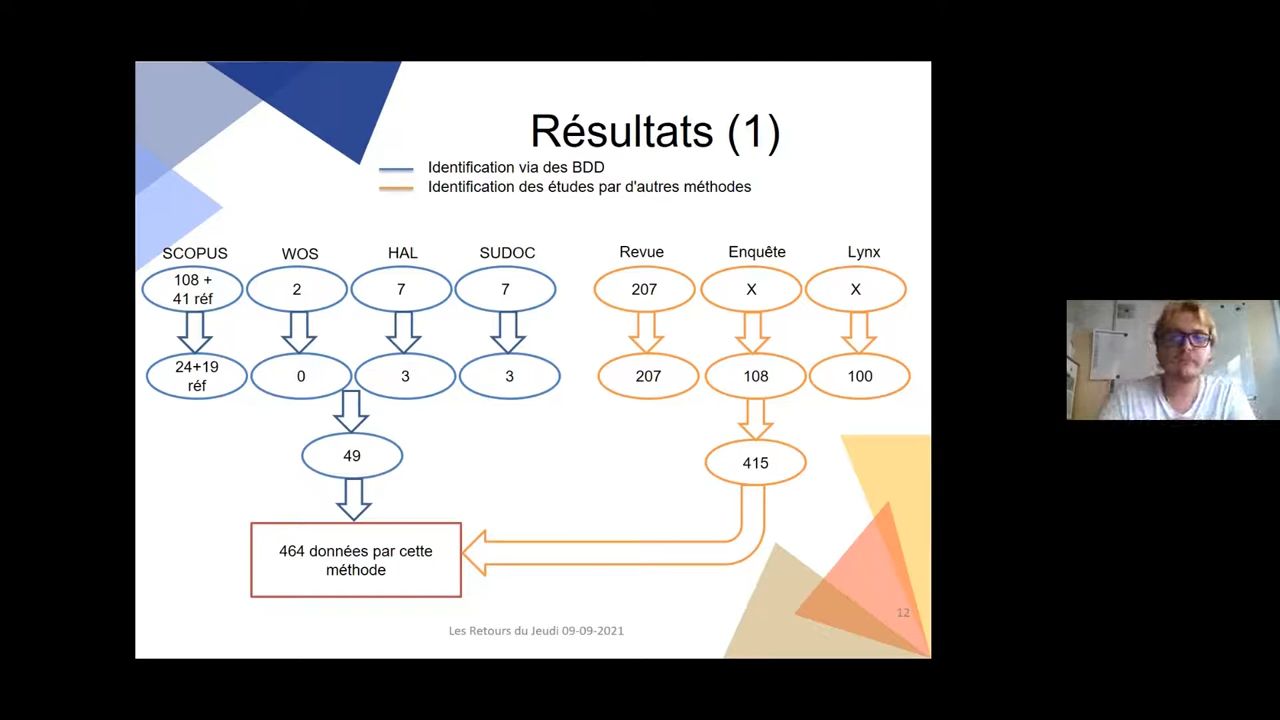 Résultats (1)
Identification via des BDD
Identification des études par d'autres méthodes
SCOPUS
WOS
HAL
SUDOC
Revue
Enquête
Lynx
108 +
41 réf
2
7
7
207
X
X
24+19
réf
0
3
3
207
108
100
49
415
464 données par cette
méthode
12
Les Retours du Jeudi 09-09-2021